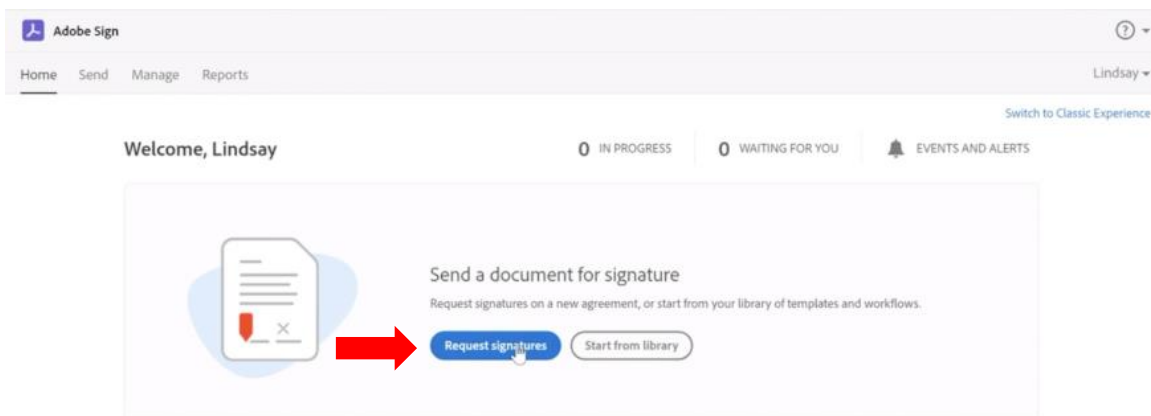 Adobe Sign
Home Send Manage Reports Lindsay
Switch to Classic Experience
Welcome, Lindsay 0 IN PROGRESS 0 WAITING FOR YOU EVENTS AND ALERTS
Send a document for signature
Request signatures on a new agreement, or start from your library of templates and workflows.
Request signatures Start from library